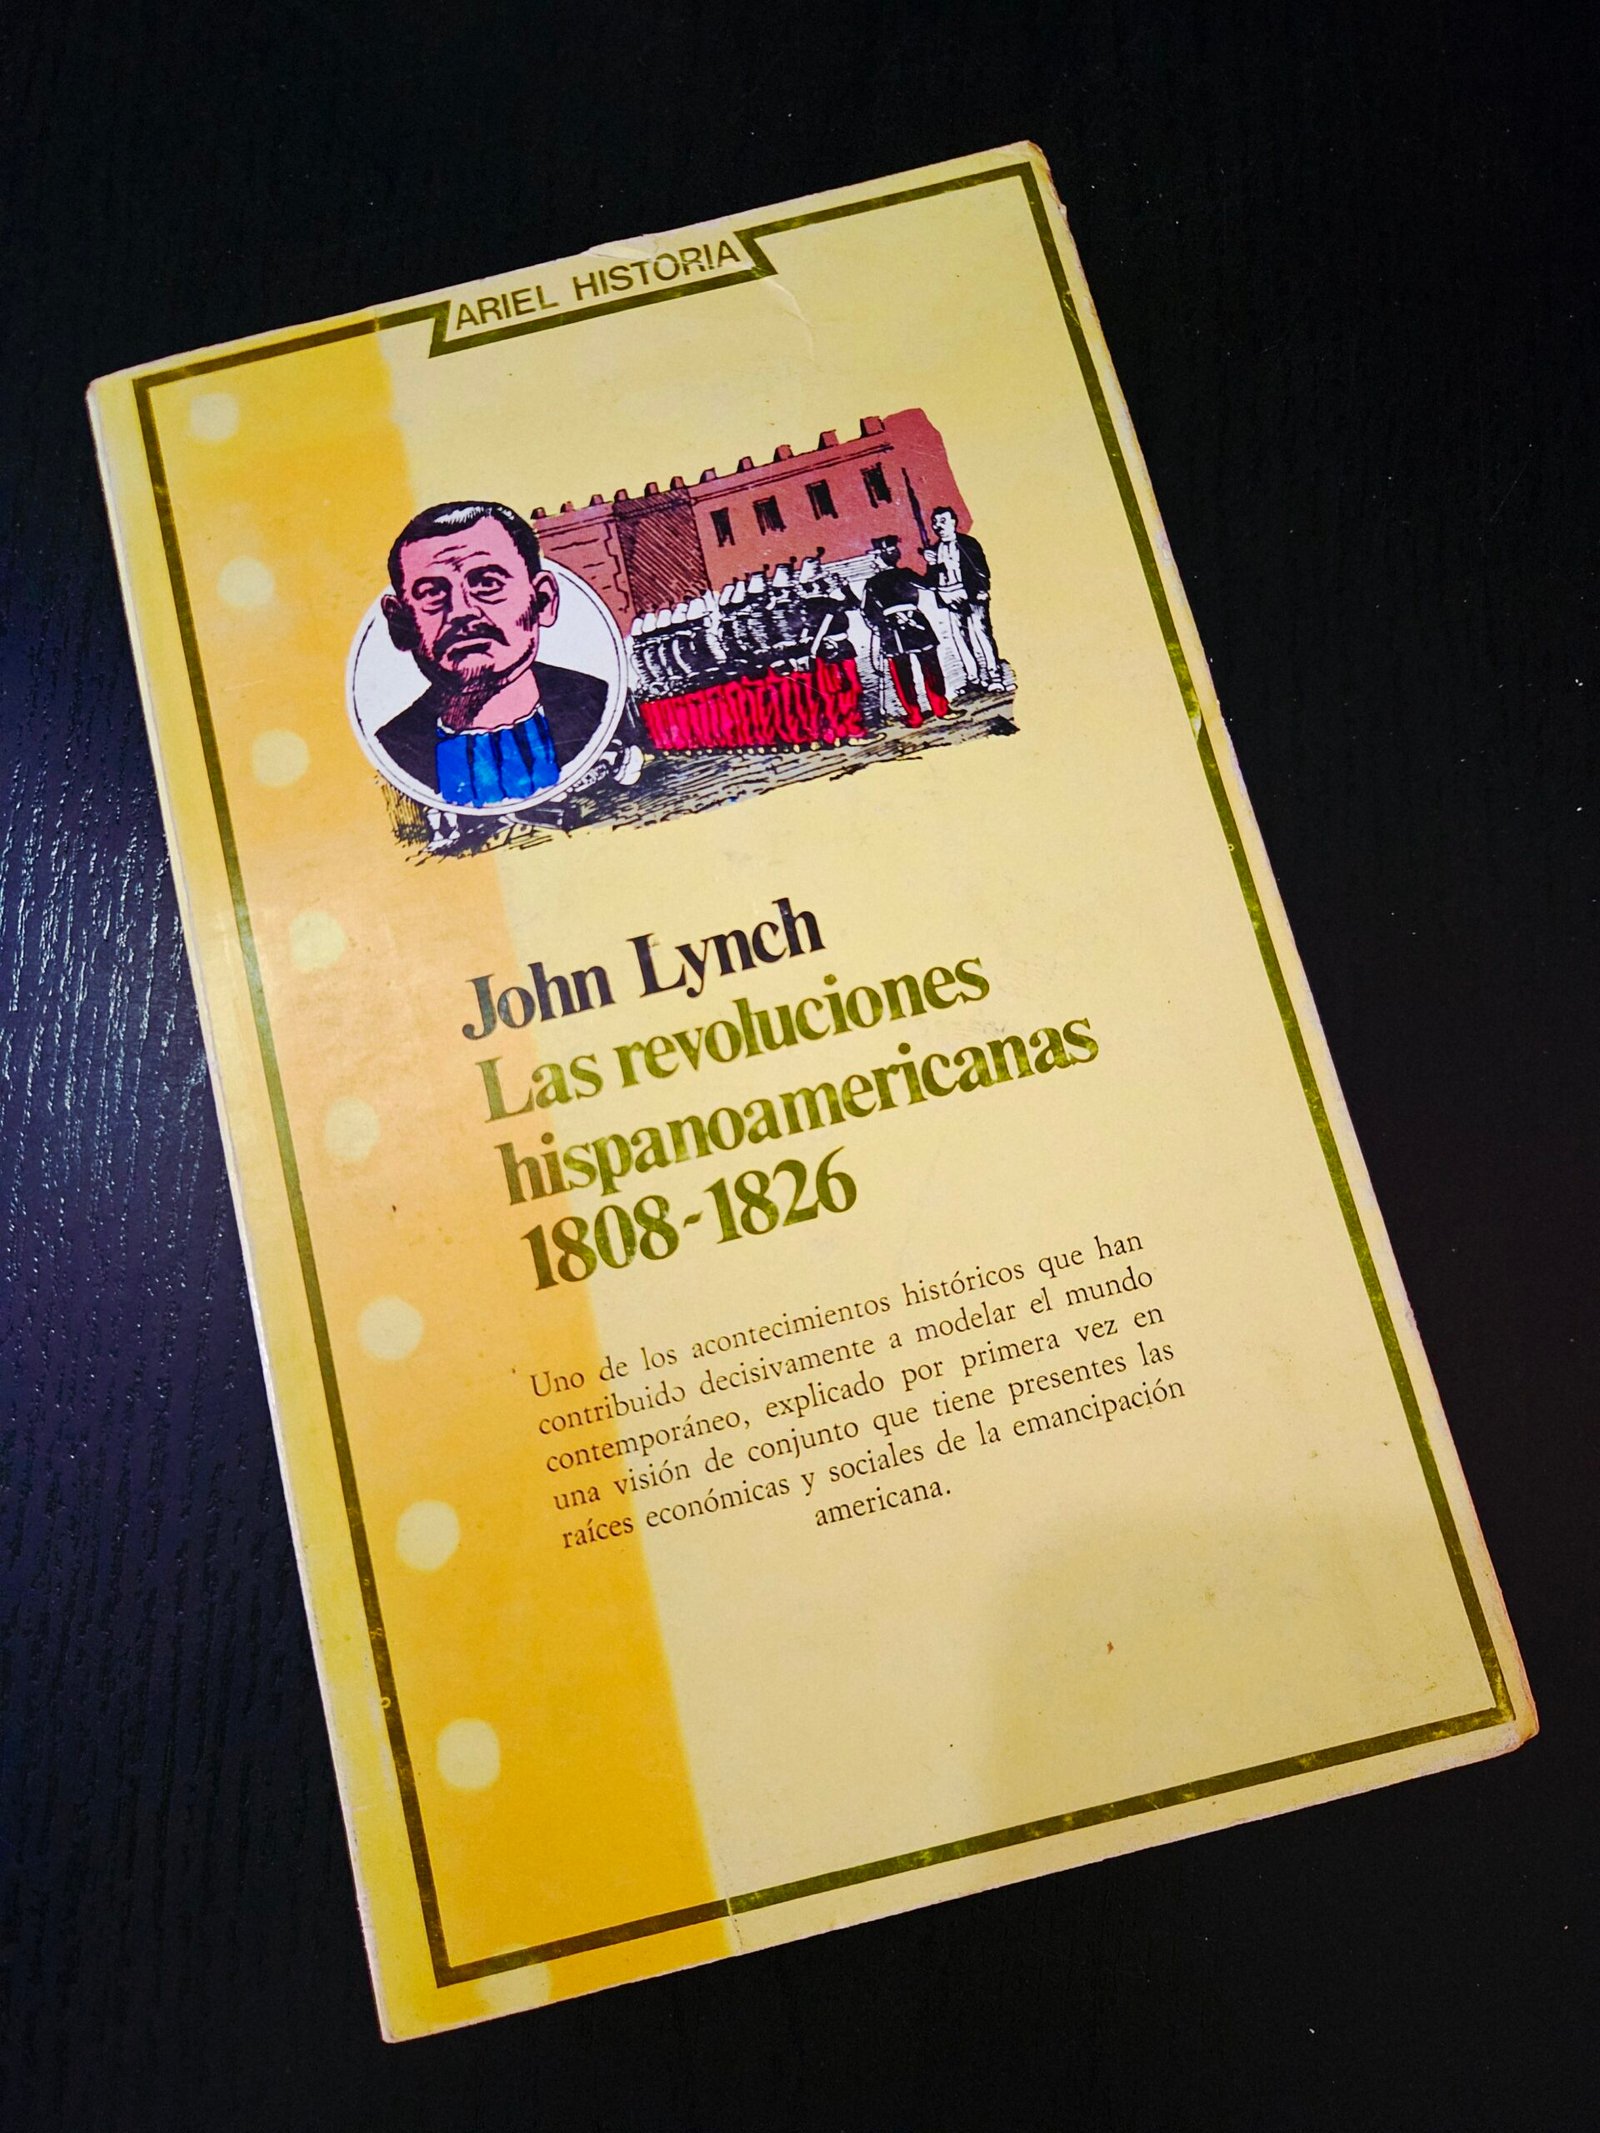 ARIEL HISTORIA
John Lynch
Las revoluciones
hispanoamericanas
1808-1826
Uno de los acontecimientos históricos que han
contribuido decisivamente a modelar el mundo
contemporáneo, explicado por primera vez en
una visión de conjunto que tiene presentes las
raíces económicas y sociales de la emancipación
americana.